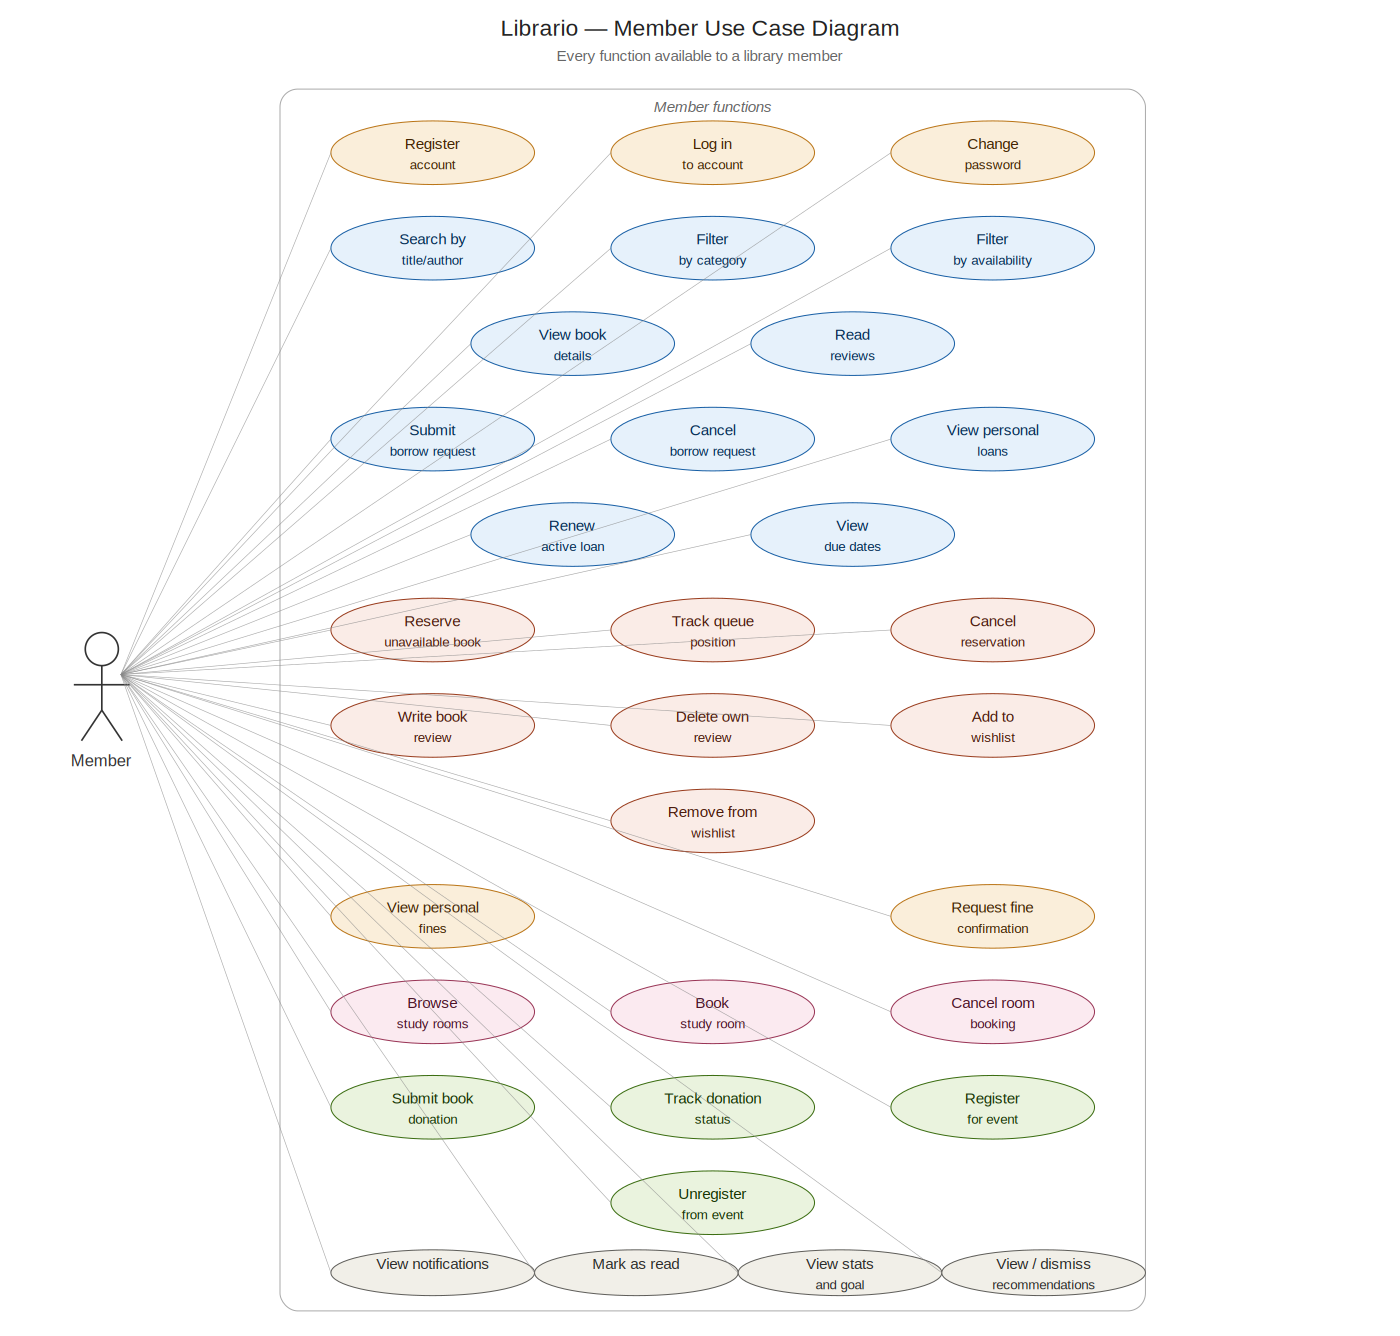 Librario — Member Use Case Diagram
Every function available to a library member
Member functions
Register
account
Log in
to account
Change
password
Search by
title/author
Filter
by category
Filter
by availability
View book
details
Read
reviews
Submit
borrow request
Cancel
borrow request
View personal
loans
Renew
active loan
View
due dates
Reserve
unavailable book
Track queue
position
Cancel
reservation
Member
Write book
review
Delete own
review
Add to
wishlist
Remove from
wishlist
View personal
fines
Request fine
confirmation
Browse
study rooms
Book
study room
Cancel room
booking
Submit book
donation
Track donation
status
Register
for event
Unregister
from event
View notifications
Mark as read
View stats
and goal
View / dismiss
recommendations